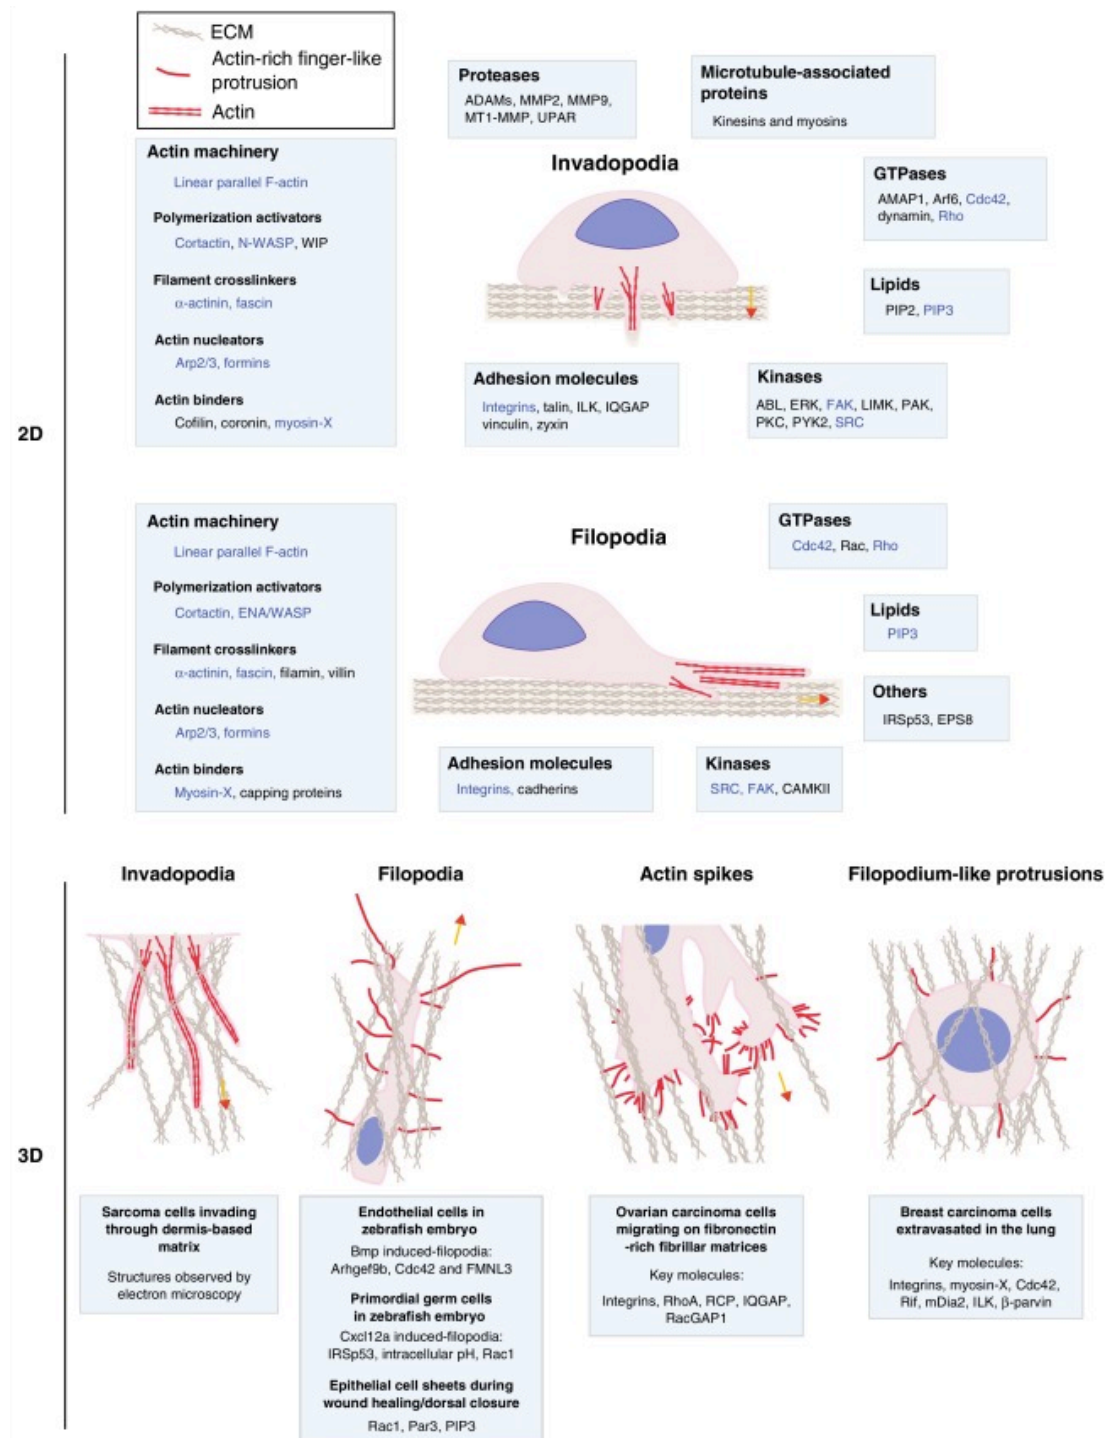 ECM
Actin-rich finger-like
protrusion
Actin
2D
Proteases
ADAMs, MMP2, MMP9,
MT1-MMP, UPAR
Microtubule-associated
proteins
Kinesins and myosins
Actin machinery
Linear parallel F-actin
Polymerization activators
Cortactin, N-WASP, WIP
Filament crosslinkers
α-actinin, fascin
Actin nucleators
Arp2/3, formins
Actin binders
Cofilin, coronin, myosin-X
Invadopodia
GTPases
AMAP1, Arf6, Cdc42,
dynamin, Rho
Lipids
PIP2, PIP3
Adhesion molecules
Integrins, talin, ILK, IQGAP
vinculin, zyxin
Kinases
ABL, ERK, FAK, LIMK, PAK,
PKC, PYK2, SRC
Actin machinery
Linear parallel F-actin
Polymerization activators
Cortactin, ENA/WASP
Filament crosslinkers
α-actinin, fascin, filamin, villin
Actin nucleators
Arp2/3, formins
Actin binders
Myosin-X, capping proteins
Filopodia
GTPases
Cdc42, Rac, Rho
Lipids
PIP3
Others
IRSp53, EPS8
Adhesion molecules
Integrins, cadherins
Kinases
SRC, FAK, CAMKII
3D
Invadopodia
Sarcoma cells invading
through dermis-based
matrix
Structures observed by
electron microscopy
Filopodia
Endothelial cells in
zebrafish embryo
Bmp induced-filopodia:
Arhgef9b, Cdc42 and FMNL3
Primordial germ cells
in zebrafish embryo
Cxcl12a induced-filopodia:
IRSp53, intracellular pH, Rac1
Epithelial cell sheets during
wound healing/dorsal closure
Rac1, Par3, PIP3
Actin spikes
Ovarian carcinoma cells
migrating on fibronectin
-rich fibrillar matrices
Key molecules:
Integrins, RhoA, RCP, IQGAP,
RacGAP1
Filopodium-like protrusions
Breast carcinoma cells
extravasated in the lung
Key molecules:
Integrins, myosin-X, Cdc42,
Rif, mDia2, ILK, β-parvin